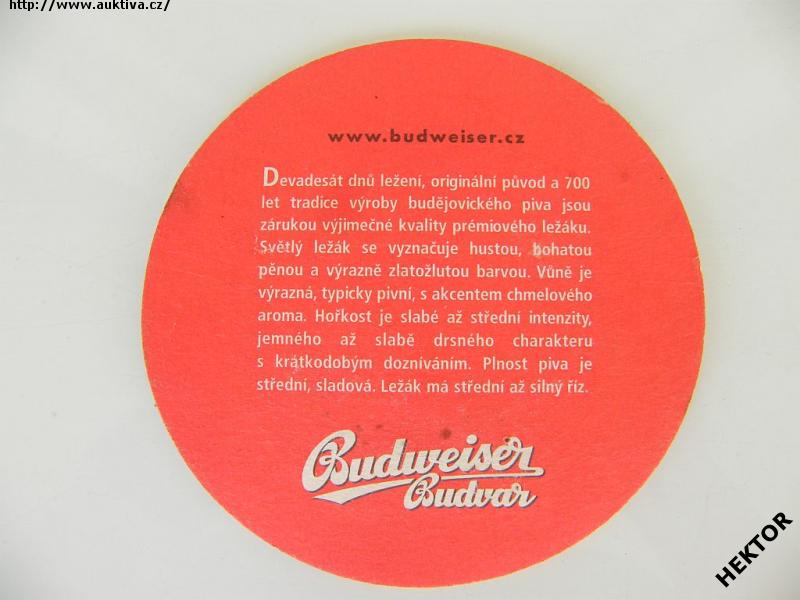 http://www.auktiva.cz/
www.budweiser.cz
Devadesát dnů ležení, originální původ a 700
let tradice výroby budějovického piva jsou
zárukou výjimečné kvality prémiového ležáku.
Světlý ležák se vyznačuje hustou, bohatou
pěnou a výrazně zlatožlutou barvou. Vůně je
výrazná, typicky pivní, s akcentem chmelového
aroma. Hořkost je slabé až střední intenzity,
jemného až slabě drsného charakteru
s krátkodobým dozníváním. Plnost piva je
střední, sladová. Ležák má střední až silný říz.
Budweiser
Budvar
HEKTOR